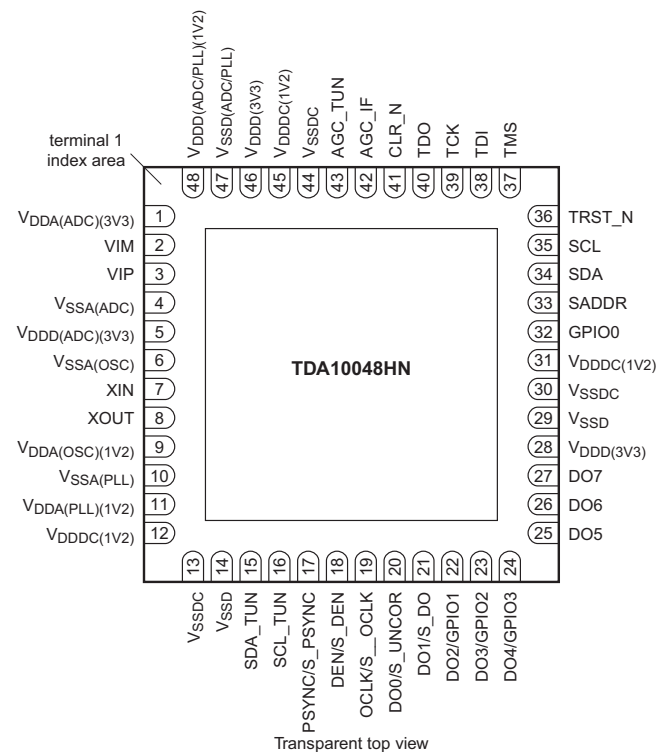 VDDD(ADC/PLL)(1V2)
VSSD(ADC/PLL)
VDDD(3V3)
VDDDC(1V2)
VSSDC
AGC_TUN
AGC_IF
CLR_N
TDO
TCK
TDI
TMS
terminal 1
index area
48
47
46
45
44
43
42
41
40
39
38
37
VDDA(ADC)(3V3) 1
VIM 2
VIP 3
VSSA(ADC) 4
VDDD(ADC)(3V3) 5
VSSA(OSC) 6
XIN 7
XOUT 8
VDDA(OSC)(1V2) 9
VSSA(PLL) 10
VDDA(PLL)(1V2) 11
VDDDC(1V2) 12
TDA10048HN
36 TRST_N
35 SCL
34 SDA
33 SADDR
32 GPIO0
31 VDDDC(1V2)
30 VSSDC
29 VSSD
28 VDDD(3V3)
27 DO7
26 DO6
25 DO5
13
14
15
16
17
18
19
20
21
22
23
24
VSSDC
VSSD
SDA_TUN
SCL_TUN
PSYNC/S_PSYNC
DEN/S_DEN
OCLK/S__OCLK
DO0/S_UNCOR
DO1/S_DO
DO2/GPIO1
DO3/GPIO2
DO4/GPIO3
Transparent top view